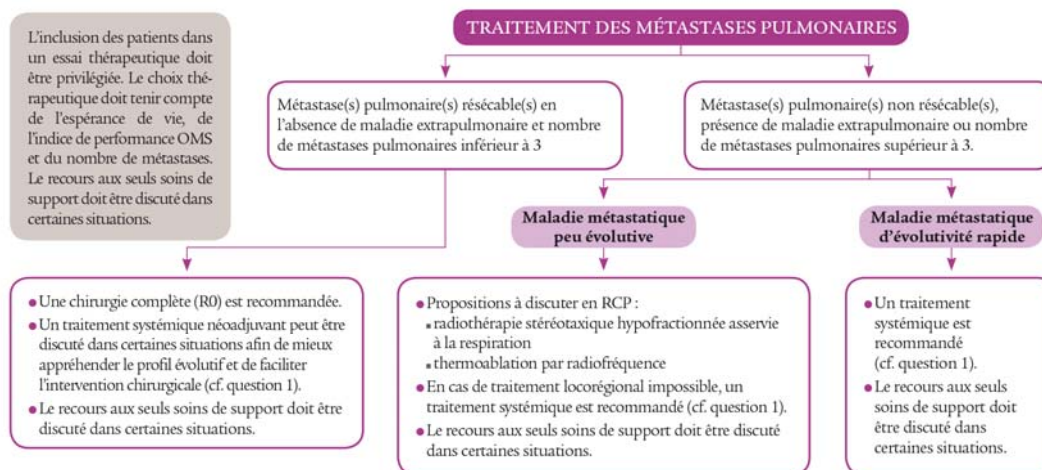 TRAITEMENT DES MÉTASTASES PULMONAIRES
L'inclusion des patients dans
un essai thérapeutique doit
être privilégiée. Le choix thé-
rapeutique doit tenir compte
de l'espérance de vie, de
l'indice de performance OMS
et du nombre de métastases.
Le recours aux seuls soins de
support doit être discuté dans
certaines situations.
Métastase(s) pulmonaire(s) résécable(s) en
l'absence de maladie extrapulmonaire et nombre
de métastases pulmonaires inférieur à 3
Métastase(s) pulmonaire(s) non résécable(s),
présence de maladie extrapulmonaire ou nombre
de métastases pulmonaires supérieur à 3.
Maladie métastatique
peu évolutive
Maladie métastatique
d'évolutivité rapide
● Une chirurgie complète (R0) est recommandée.
● Un traitement systémique néoadjuvant peut être
discuté dans certaines situations afin de mieux
appréhender le profil évolutif et de faciliter
l'intervention chirurgicale (cf. question 1).
● Le recours aux seuls soins de support doit être
discuté dans certaines situations.
● Propositions à discuter en RCP :
▪ radiothérapie stéréotaxique hypofractionnée asservie
à la respiration
▪ thermoablation par radiofréquence
● En cas de traitement locorégional impossible, un
traitement systémique est recommandé (cf. question 1).
● Le recours aux seuls soins de support doit être discuté
dans certaines situations.
● Un traitement
systémique est
recommandé
(cf. question 1).
● Le recours aux seuls
soins de support doit
être discuté dans
certaines situations.